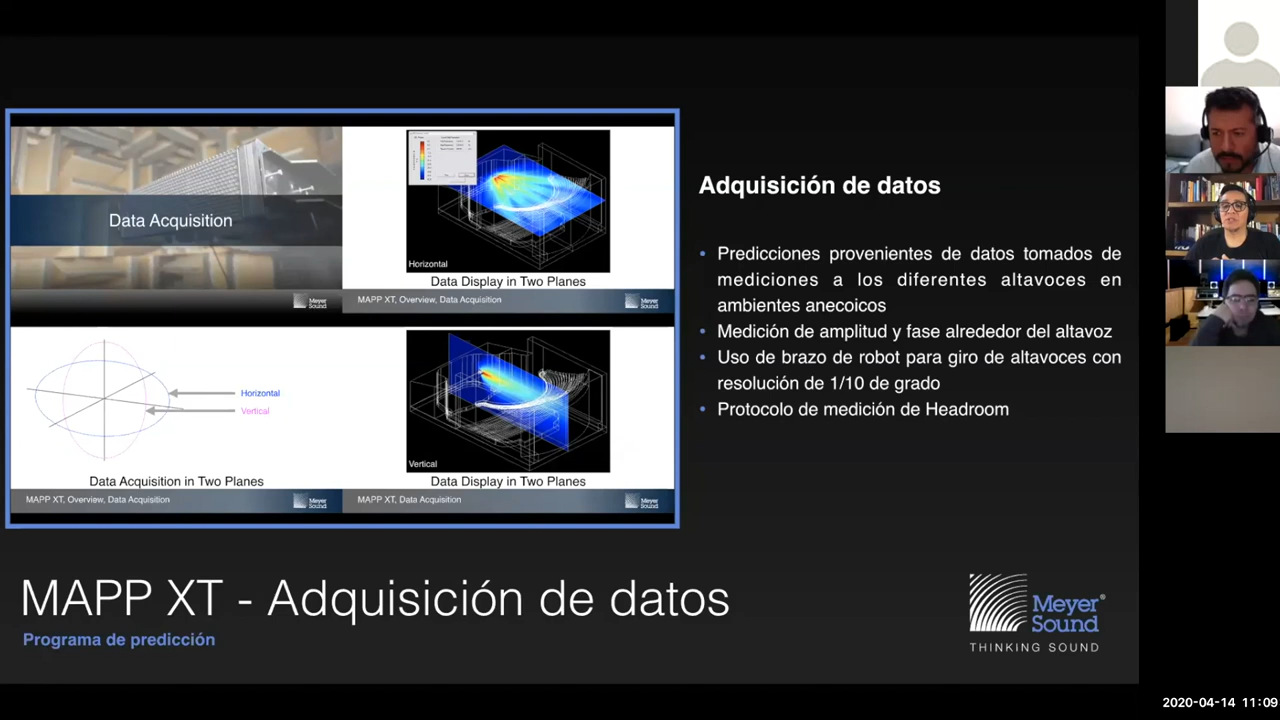 Data Acquisition
Meyer Sound
Horizontal
Data Display in Two Planes
MAPP XT, Overview, Data Acquisition
Meyer Sound
Horizontal
Vertical
Data Acquisition in Two Planes
MAPP XT, Overview, Data Acquisition
Meyer Sound
Vertical
Data Display in Two Planes
MAPP XT, Data Acquisition
Meyer Sound
Adquisición de datos
• Predicciones provenientes de datos tomados de
mediciones a los diferentes altavoces en
ambientes anecoicos
• Medición de amplitud y fase alrededor del altavoz
• Uso de brazo de robot para giro de altavoces con
resolución de 1/10 de grado
• Protocolo de medición de Headroom
MAPP XT - Adquisición de datos
Programa de predicción
Meyer®
Sound
THINKING SOUND
2020-04-14 11:09